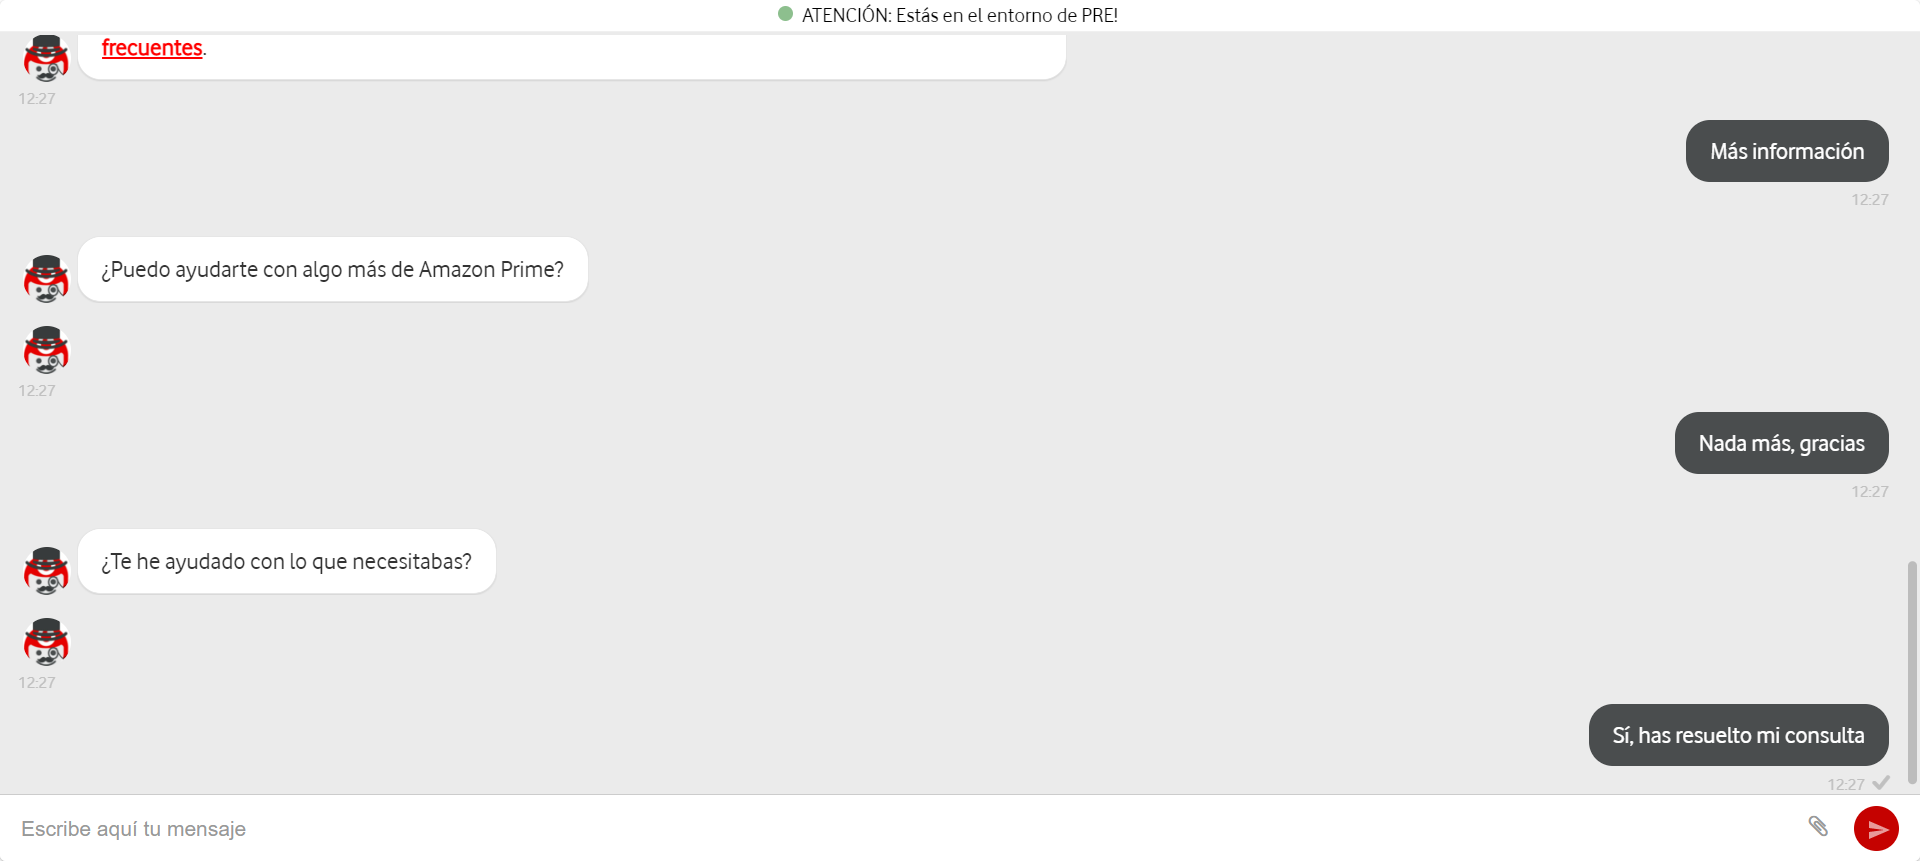 ATENCIÓN: Estás en el entorno de PRE!
frecuentes.
12:27
Más información
12:27
¿Puedo ayudarte con algo más de Amazon Prime?
12:27
Nada más, gracias
12:27
¿Te he ayudado con lo que necesitabas?
12:27
Sí, has resuelto mi consulta
12:27
Escribe aquí tu mensaje